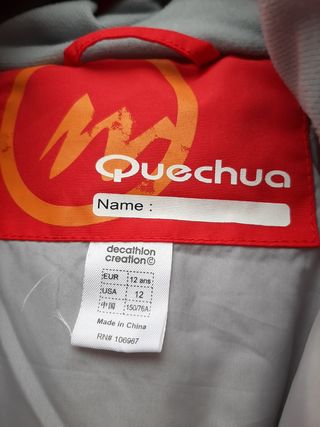 Quechua
Name :
decathlon
creation©
EUR 12 ans
USA 12
中国 150/76A
Made in China
RN# 106987